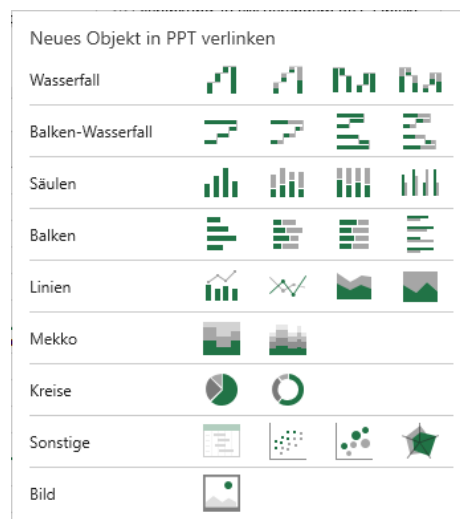 Neues Objekt in PPT verlinken
Wasserfall
Balken-Wasserfall
Säulen
Balken
Linien
Mekko
Kreise
Sonstige
Bild